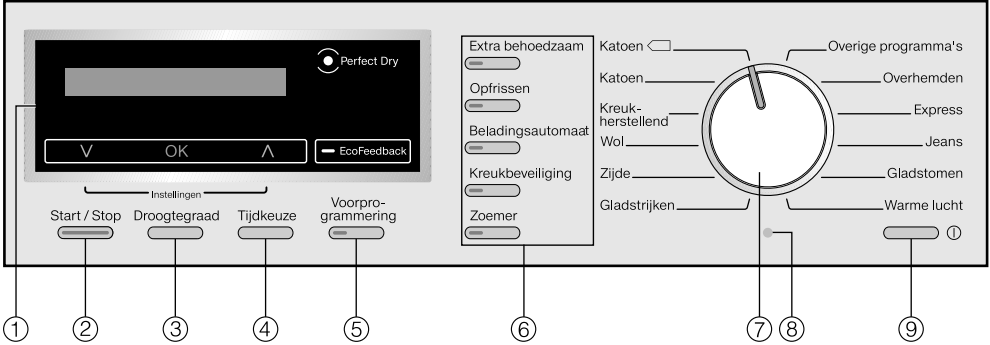 Perfect Dry
OK
EcoFeedback
Instellingen
Start / Stop
Droogtegraad
Tijdkeuze
Voorpro-
grammering
Extra behoedzaam
Opfrissen
Beladingsautomaat
Kreukbeveiliging
Zoemer
Katoen
Katoen
Kreuk-
herstellend
Wol
Zijde
Gladstrijken
Overige programma's
Overhemden
Express
Jeans
Gladstomen
Warme lucht
1
2
3
4
5
6
7
8
9